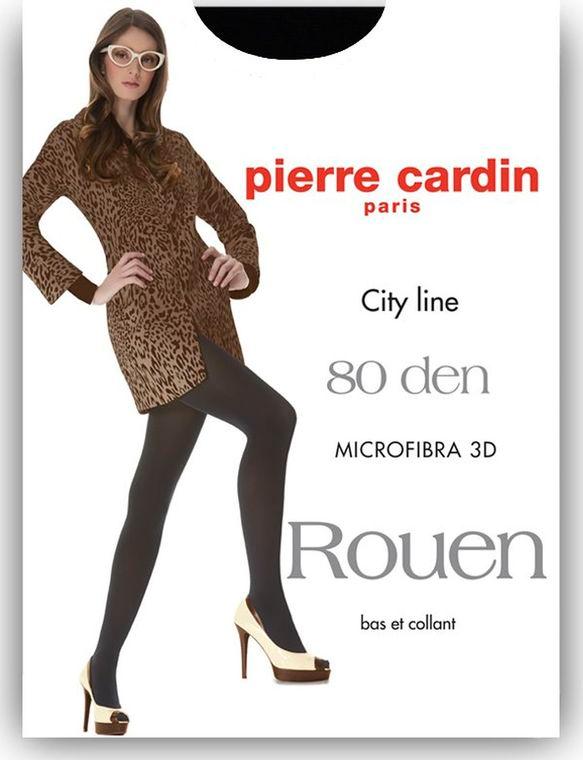 pierre cardin
paris
City line
80 den
MICROFIBRA 3D
Rouen
bas et collant